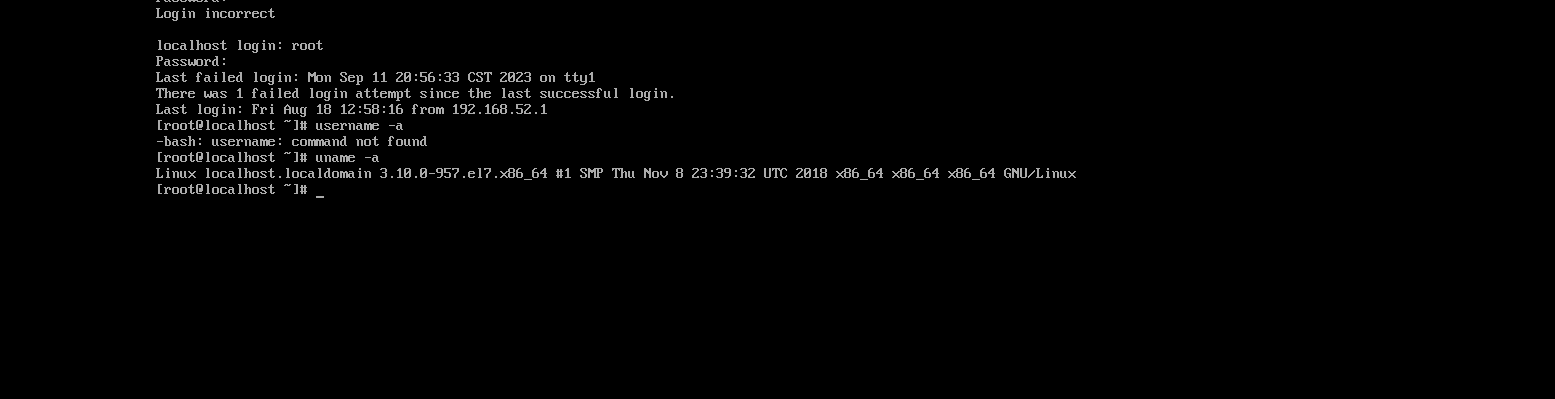 Password:
Login incorrect
localhost login: root
Password:
Last failed login: Mon Sep 11 20:56:33 CST 2023 on tty1
There was 1 failed login attempt since the last successful login.
Last login: Fri Aug 18 12:58:16 from 192.168.52.1
[root@localhost ~]# username -a
-bash: username: command not found
[root@localhost ~]# uname -a
Linux localhost.localdomain 3.10.0-957.el7.x86_64 #1 SMP Thu Nov 8 23:39:32 UTC 2018 x86_64 x86_64 x86_64 GNU/Linux
[root@localhost ~]# _